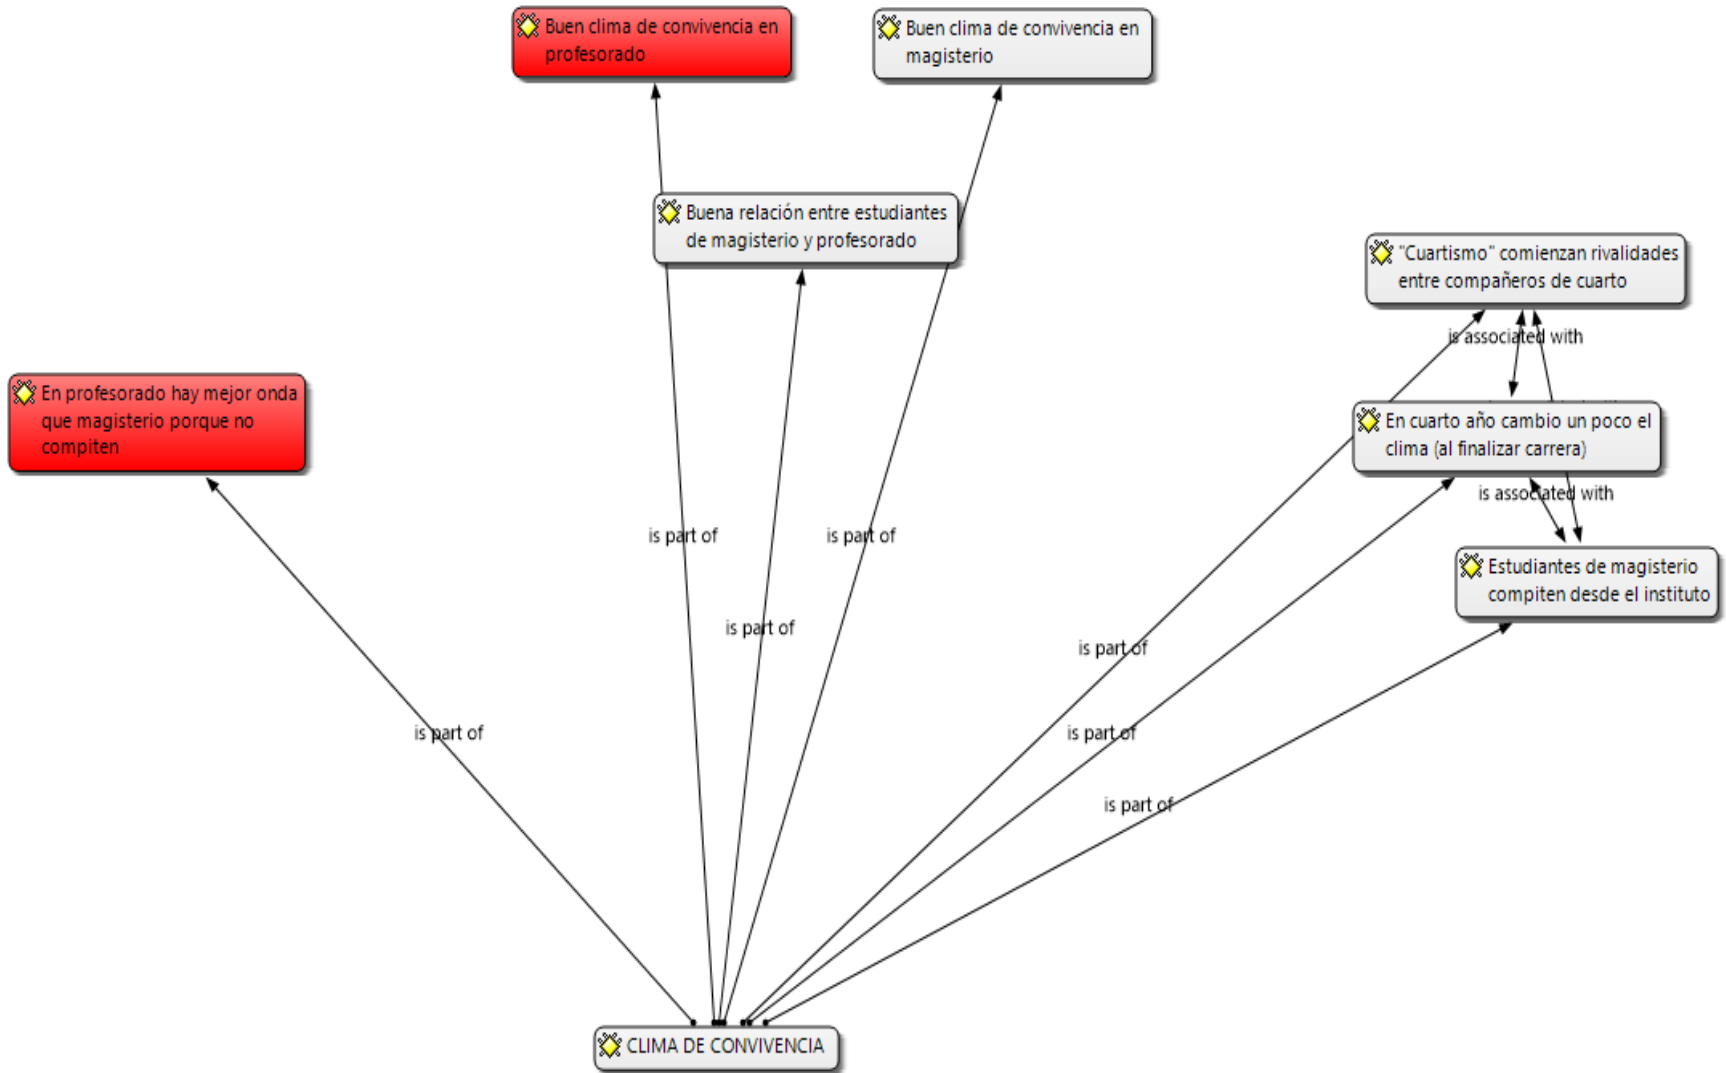 Buen clima de convivencia en
profesorado
Buen clima de convivencia en
magisterio
Buena relación entre estudiantes
de magisterio y profesorado
"Cuartismo" comienzan rivalidades
entre compañeros de cuarto
is associated with
En profesorado hay mejor onda
que magisterio porque no
compiten
En cuarto año cambio un poco el
clima (al finalizar carrera)
is associated with
is part of
is part of
Estudiantes de magisterio
compiten desde el instituto
is part of
is part of
is part of
is part of
is part of
CLIMA DE CONVIVENCIA